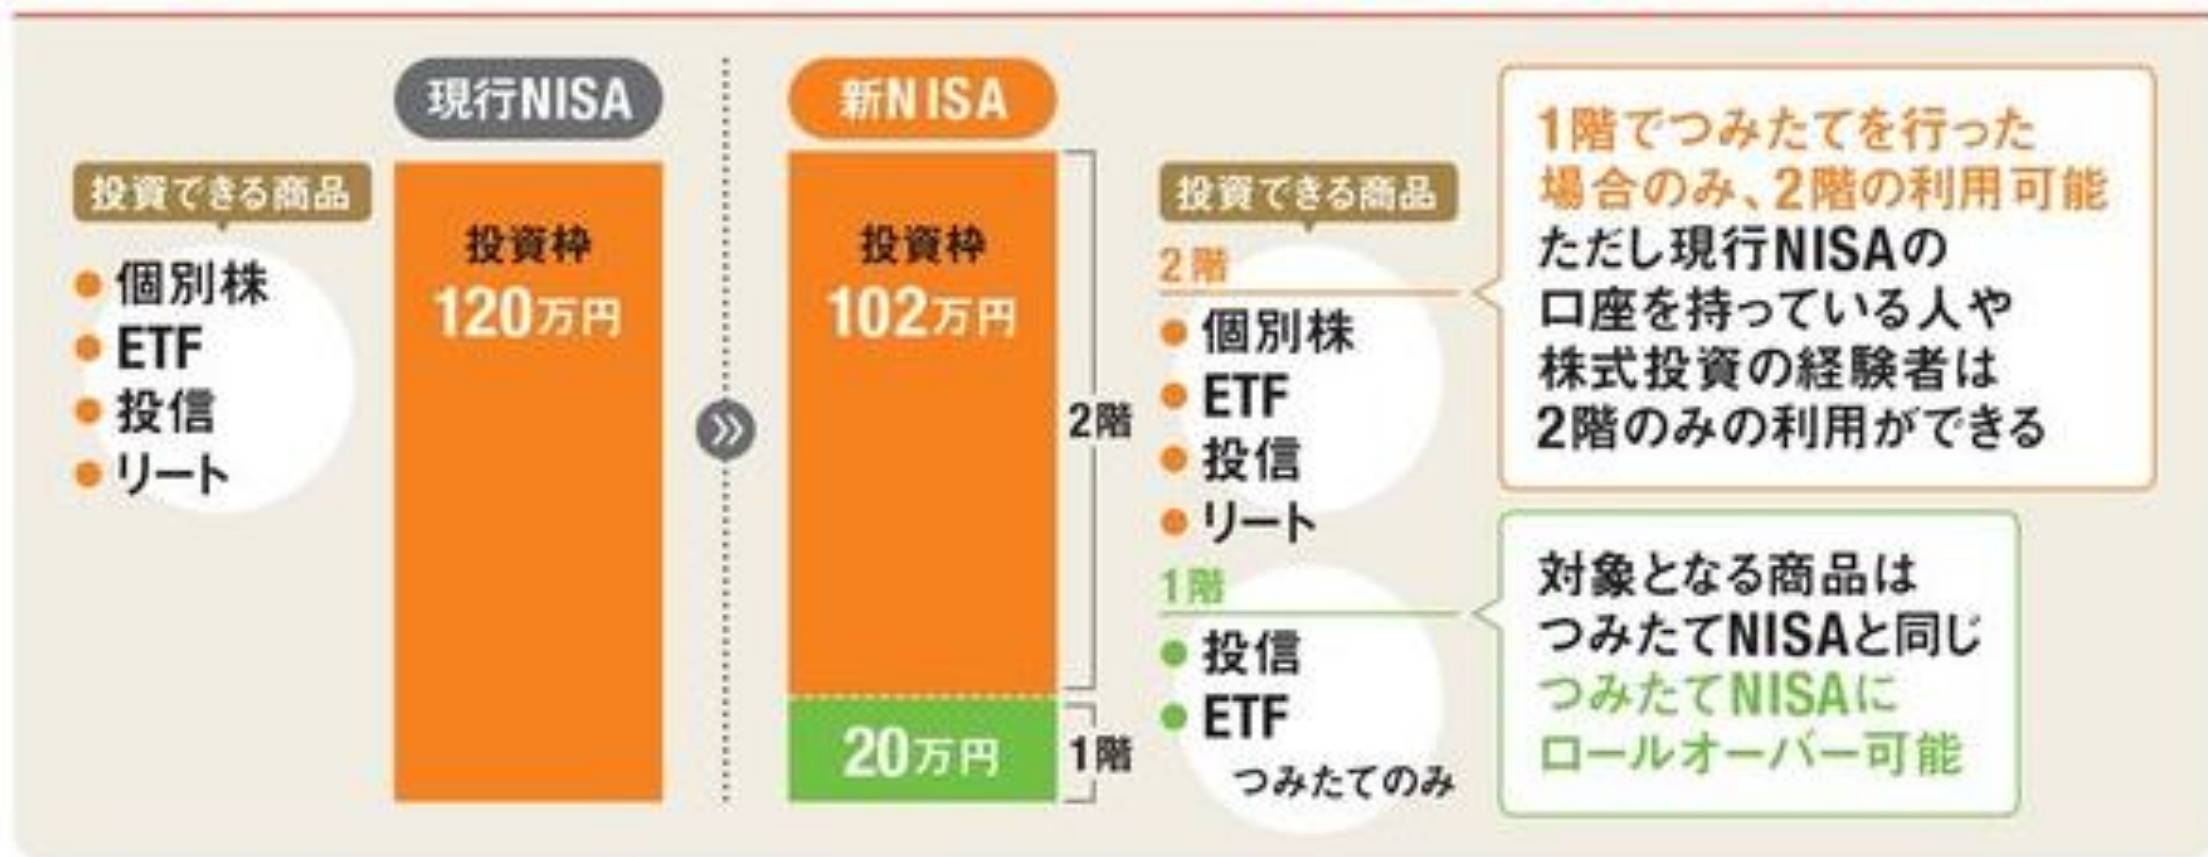 現行NISA
投資できる商品
● 個別株
● ETF
● 投信
● リート
投資枠
120万円
新NISA
投資枠
102万円
2階
20万円
1階
投資できる商品
2階
● 個別株
● ETF
● 投信
● リート
1階
● 投信
● ETF
つみたてのみ
1階でつみたてを行った
場合のみ、2階の利用可能
ただし現行NISAの
口座を持っている人や
株式投資の経験者は
2階のみの利用ができる
対象となる商品は
つみたてNISAと同じ
つみたてNISAに
ロールオーバー可能